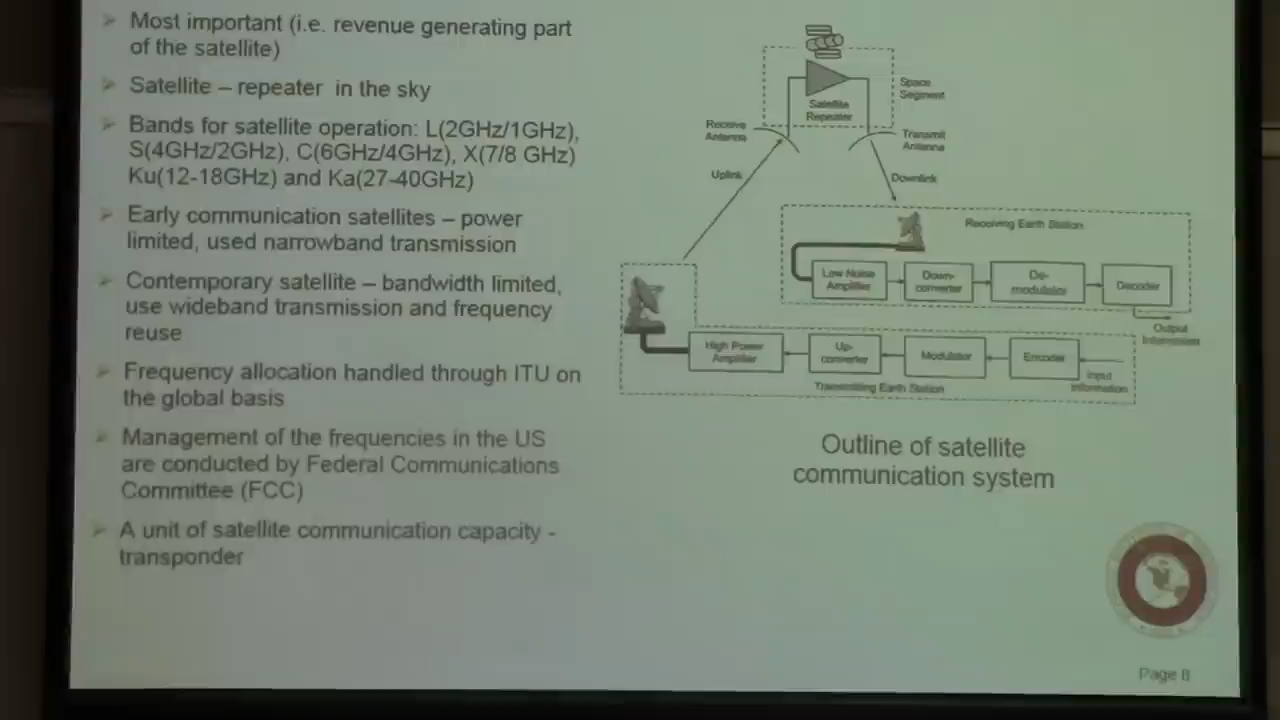 ➢ Most important (i.e. revenue generating part
of the satellite)
➢ Satellite – repeater in the sky
➢ Bands for satellite operation: L(2GHz/1GHz),
S(4GHz/2GHz), C(6GHz/4GHz), X(7/8 GHz)
Ku(12-18GHz) and Ka(27-40GHz)
➢ Early communication satellites – power
limited, used narrowband transmission
➢ Contemporary satellite – bandwidth limited,
use wideband transmission and frequency
reuse
➢ Frequency allocation handled through ITU on
the global basis
➢ Management of the frequencies in the US
are conducted by Federal Communications
Committee (FCC)
➢ A unit of satellite communication capacity -
transponder
Satellite
Repeater
Space
Segment
Receive
Antenna
Transmit
Antenna
Uplink
Downlink
Receiving Earth Station
Low Noise
Amplifier
Down-
converter
De-
modulator
Decoder
Output
Information
High Power
Amplifier
Up-
converter
Modulator
Encoder
Input
Information
Transmitting Earth Station
Outline of satellite
communication system
Page 8